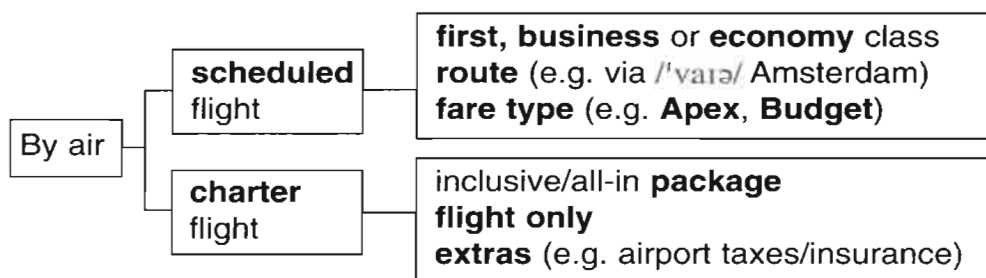 By air
scheduled
flight
first, business or economy class
route (e.g. via /'vaɪə/ Amsterdam)
fare type (e.g. Apex, Budget)
charter
flight
inclusive/all-in package
flight only
extras (e.g. airport taxes/insurance)